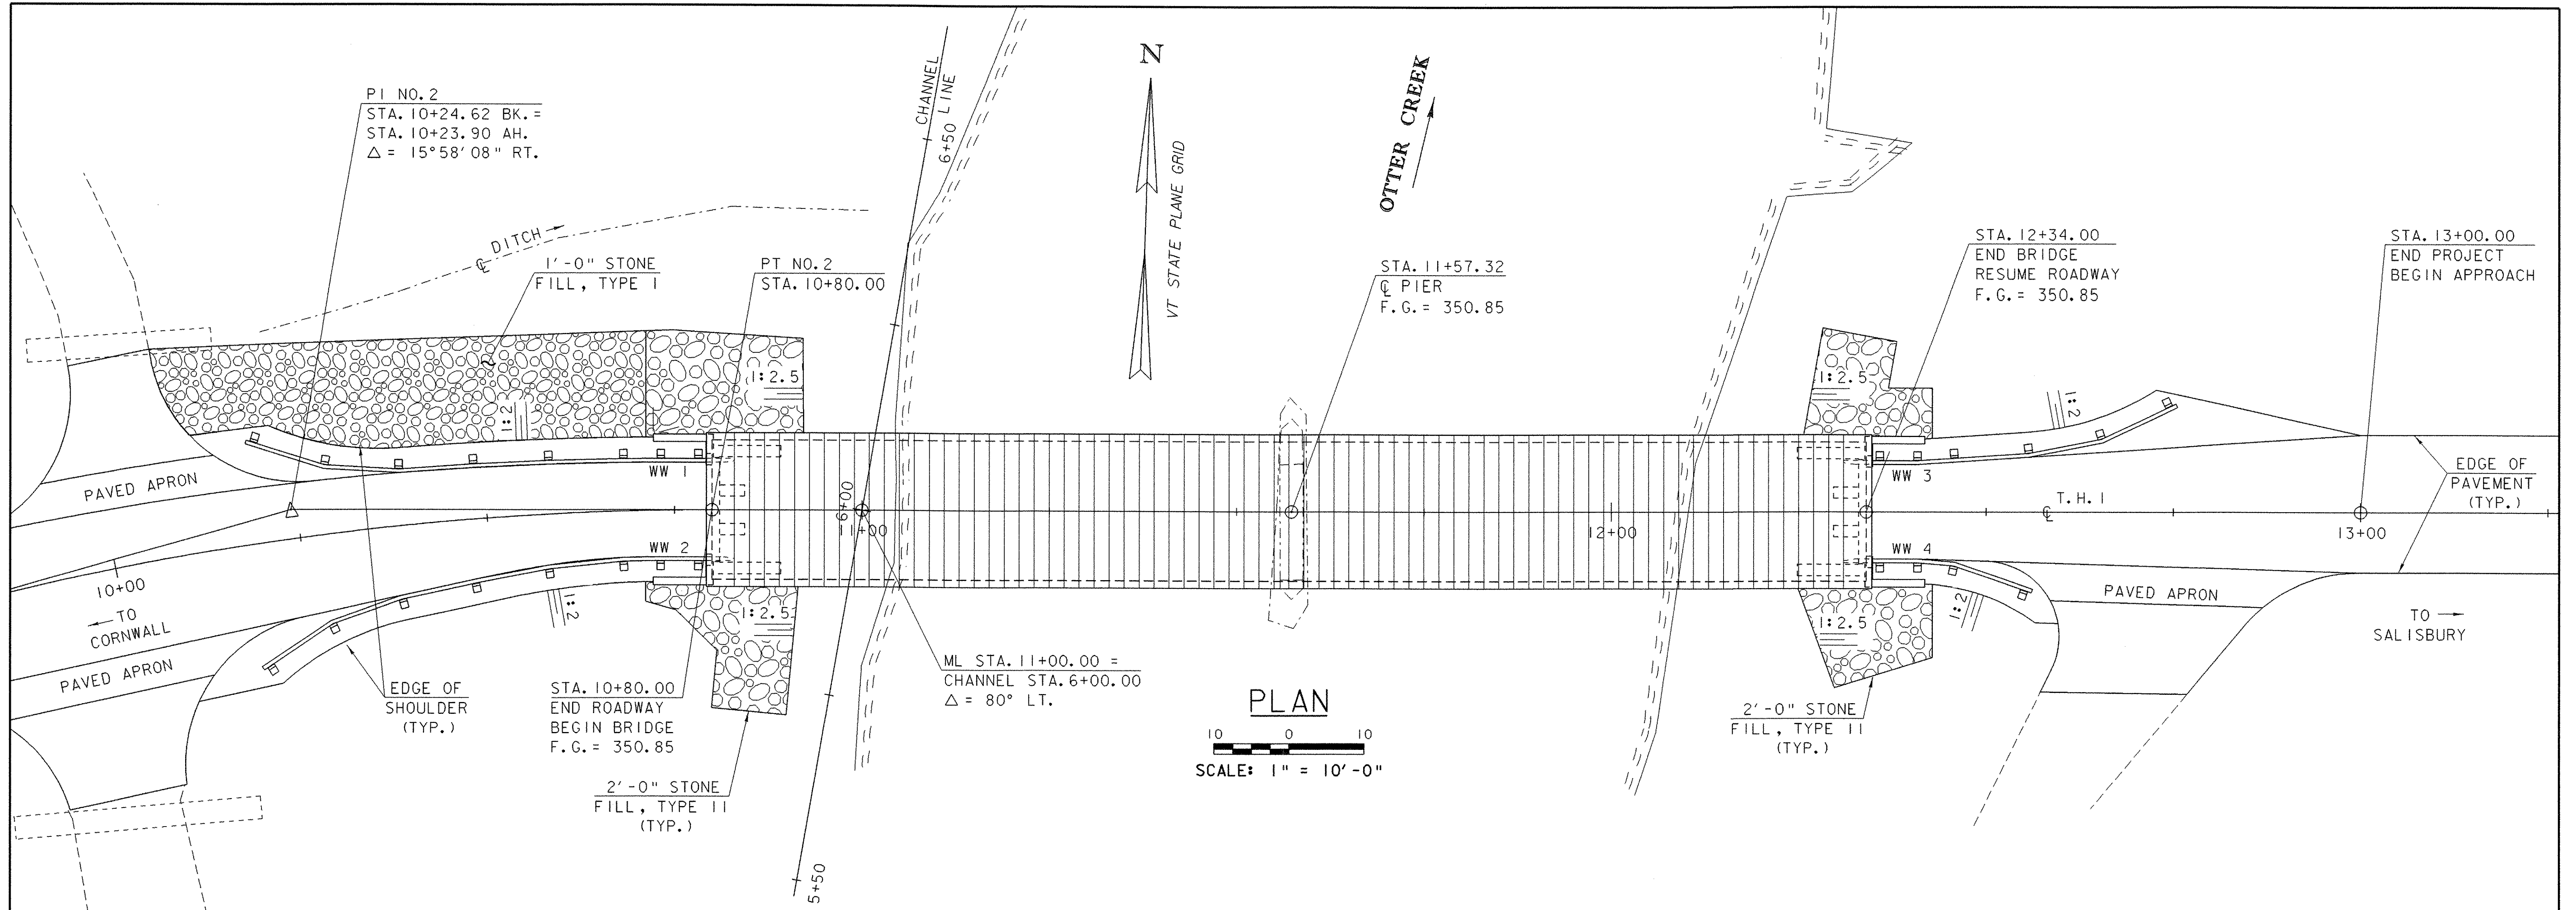 PI NO.2
STA.10+24.62 BK.=
STA.10+23.90 AH.
△ = 15°58'08" RT.
CHANNEL
LINE
6+50
N
VT STATE PLANE GRID
OTTER CREEK
DITCH
℄
1'-0" STONE
FILL, TYPE I
PT NO.2
STA.10+80.00
STA.11+57.32
℄ PIER
F.G.= 350.85
STA.12+34.00
END BRIDGE
RESUME ROADWAY
F.G.= 350.85
STA.13+00.00
END PROJECT
BEGIN APPROACH
1:2.5
1:2.5
1:2
1:2
WW 1
WW 3
PAVED APRON
EDGE OF
PAVEMENT
(TYP.)
T.H.1
℄
6+00
11+00
12+00
13+00
WW 2
WW 4
10+00
TO
CORNWALL
PAVED APRON
1:2
1:2.5
1:2.5
1:2
PAVED APRON
TO
SALISBURY
EDGE OF
SHOULDER
(TYP.)
STA.10+80.00
END ROADWAY
BEGIN BRIDGE
F.G.= 350.85
ML STA.11+00.00 =
CHANNEL STA.6+00.00
△ = 80° LT.
PLAN
10 0 10
SCALE: 1" = 10'-0"
2'-0" STONE
FILL, TYPE II
(TYP.)
2'-0" STONE
FILL, TYPE II
(TYP.)
5+50